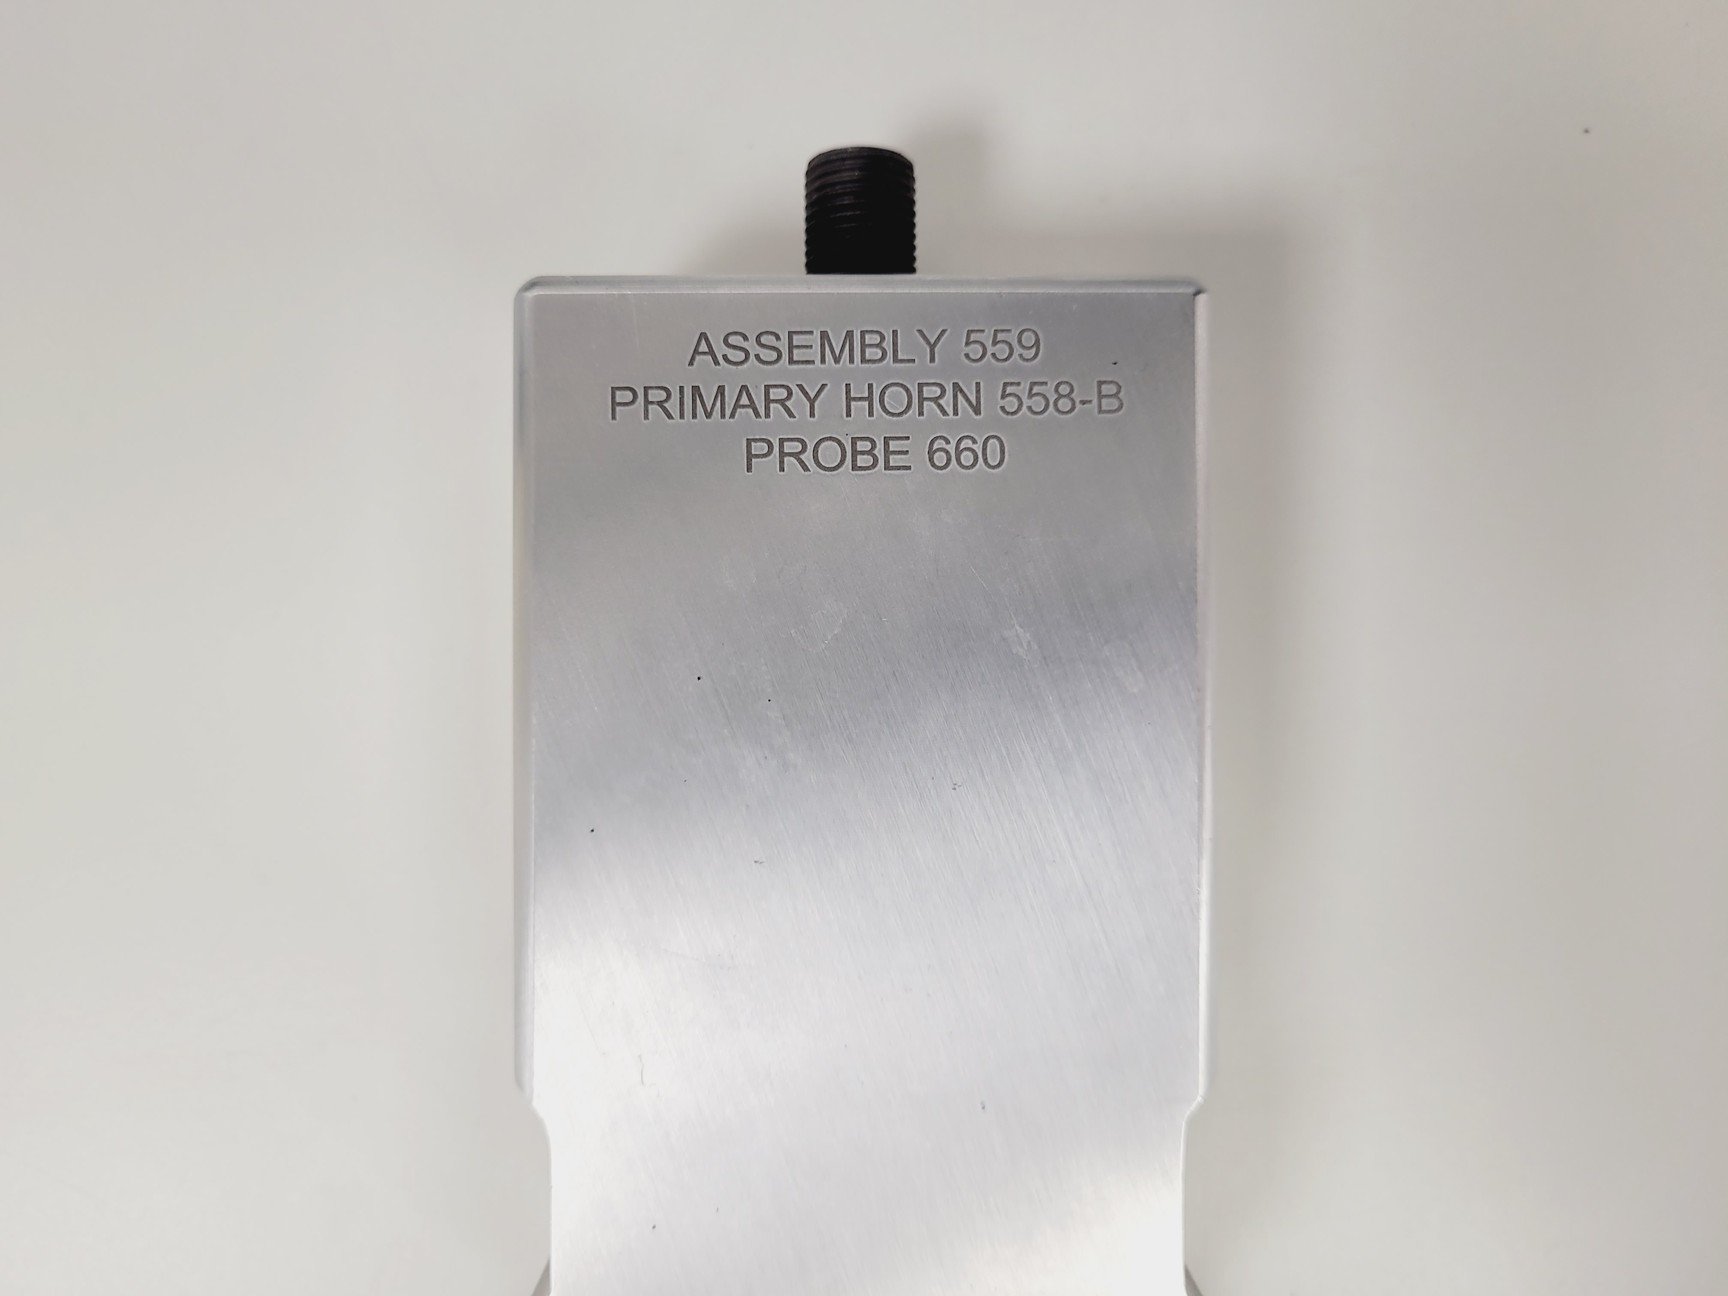 ASSEMBLY 559
PRIMARY HORN 558-B
PROBE 660